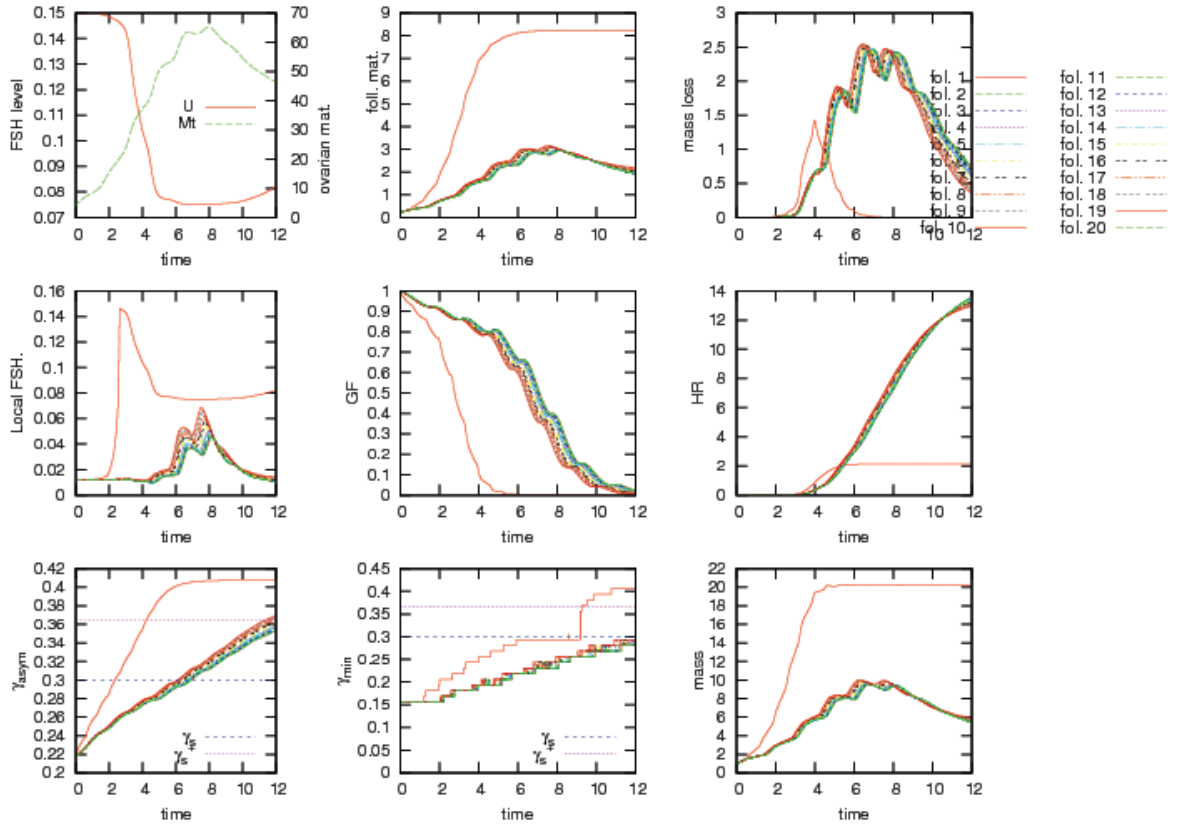 0.15 0.14 0.13 0.12 0.11 0.1 0.09 0.08 0.07
FSH level
70 60 50 40 30 20 10 0
ovarian mat.
U
Mt
0 2 4 6 8 10 12
time
9 8 7 6 5 4 3 2 1 0
foll. mat.
0 2 4 6 8 10 12
time
3 2.5 2 1.5 1 0.5 0
mass loss
0 2 4 6 8 10 12
time
fol. 1 fol. 11
fol. 2 fol. 12
fol. 3 fol. 13
fol. 4 fol. 14
fol. 5 fol. 15
fol. 6 fol. 16
fol. 7 fol. 17
fol. 8 fol. 18
fol. 9 fol. 19
fol. 10 fol. 20
0.16 0.14 0.12 0.1 0.08 0.06 0.04 0.02 0
Local FSH.
0 2 4 6 8 10 12
time
1 0.9 0.8 0.7 0.6 0.5 0.4 0.3 0.2 0.1 0
GF
0 2 4 6 8 10 12
time
14 12 10 8 6 4 2 0
HR
0 2 4 6 8 10 12
time
0.42 0.4 0.38 0.36 0.34 0.32 0.3 0.28 0.26 0.24 0.22 0.2
γasym
γs-
γs+
0 2 4 6 8 10 12
time
0.45 0.4 0.35 0.3 0.25 0.2 0.15 0.1 0.05 0
γmin
γs-
γs+
0 2 4 6 8 10 12
time
22 20 18 16 14 12 10 8 6 4 2 0
mass
0 2 4 6 8 10 12
time